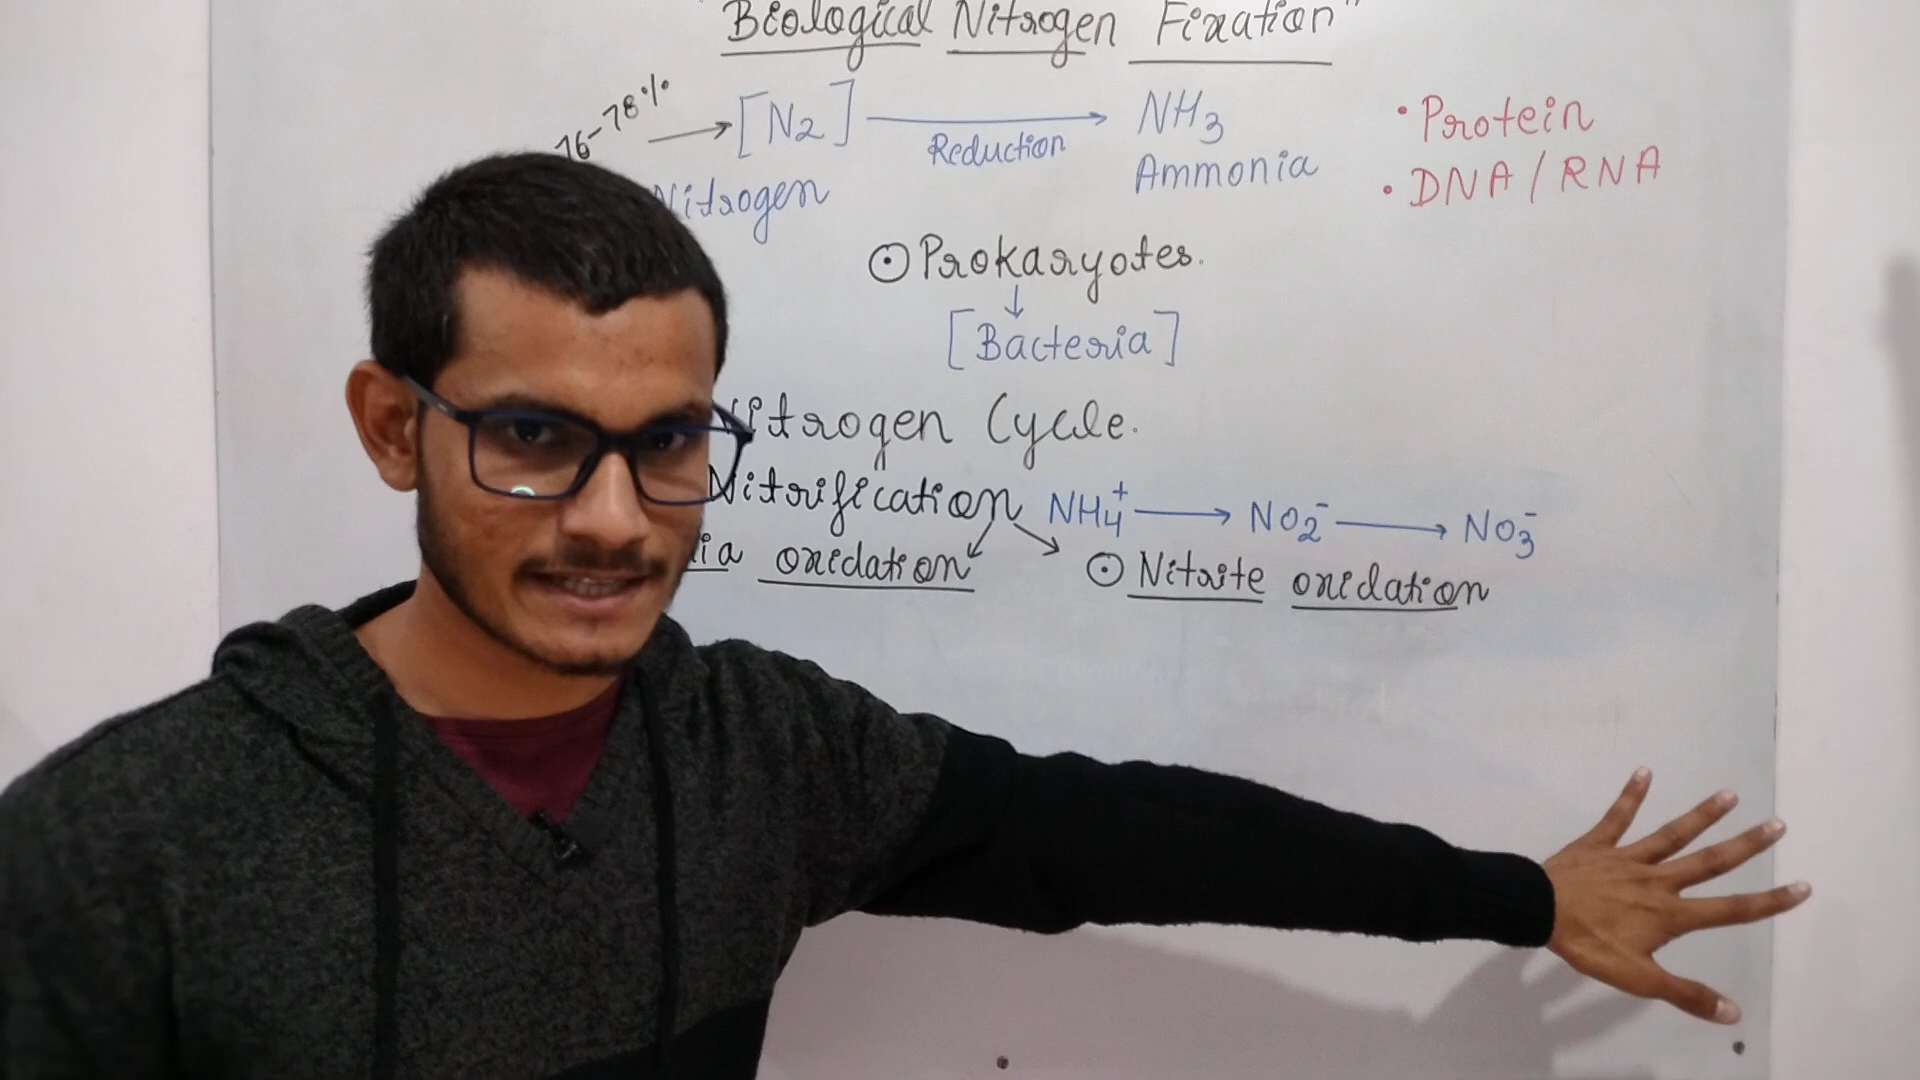 "Biological Nitrogen Fixation"
76-78% → [N2] → NH3
Reduction
Nitrogen
Ammonia
• Protein
• DNA/RNA
⊙ Prokaryotes.
↓
[Bacteria]
Nitrogen Cycle.
Nitrification NH4+ → NO2- → NO3-
oxidation
⊙ Nitrite oxidation